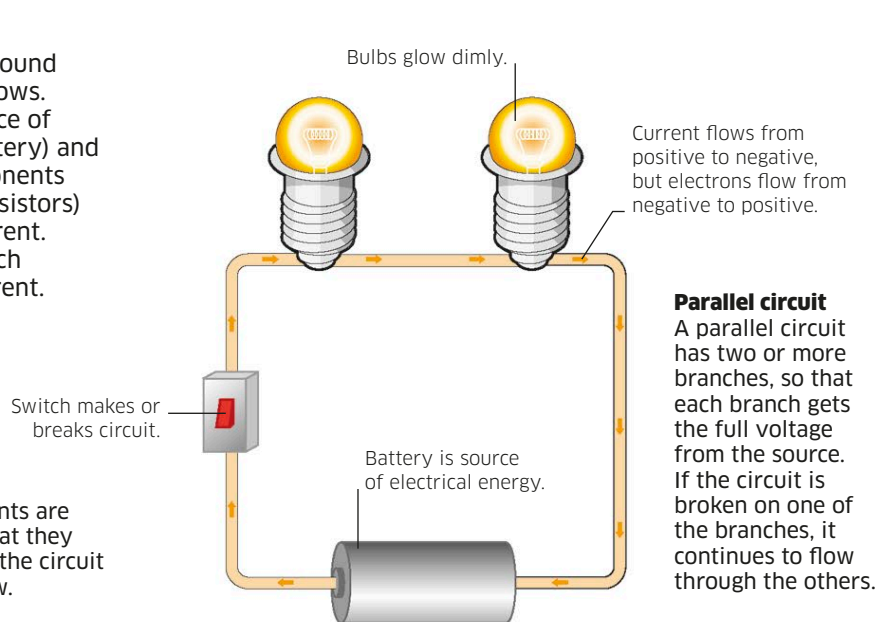 ound
ows.
ce of
tery) and
onents
sistors)
rent.
ch
rent.
nts are
at they
the circuit
w.
Bulbs glow dimly.
Current flows from
positive to negative,
but electrons flow from
negative to positive.
Switch makes or
breaks circuit.
Battery is source
of electrical energy.
Parallel circuit
A parallel circuit
has two or more
branches, so that
each branch gets
the full voltage
from the source.
If the circuit is
broken on one of
the branches, it
continues to flow
through the others.